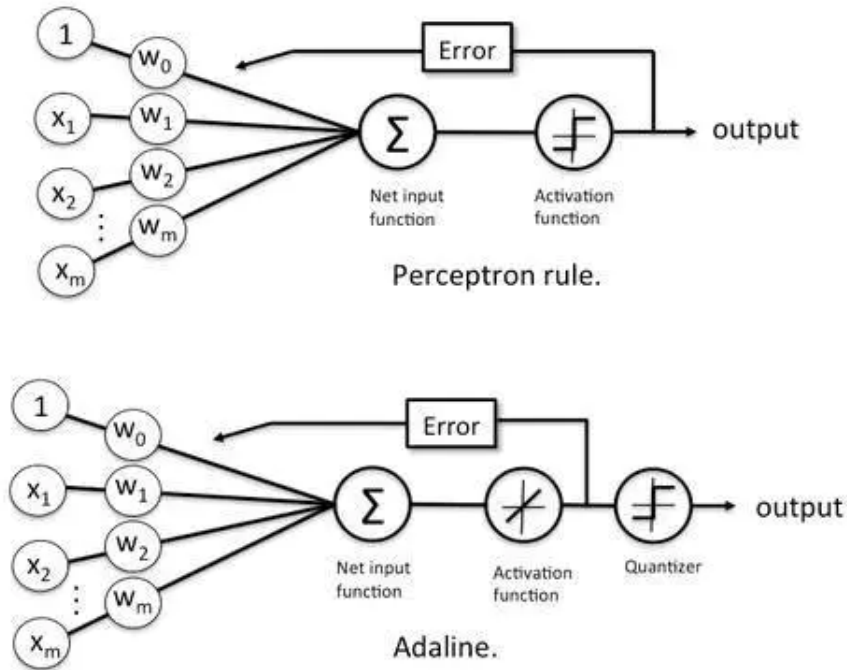 1
w0
Error
x1
w1
Σ
output
x2
w2
Net input
function
Activation
function
⋮
wm
xm
Perceptron rule.
1
w0
Error
x1
w1
Σ
output
x2
w2
Net input
function
Activation
function
Quantizer
⋮
wm
xm
Adaline.